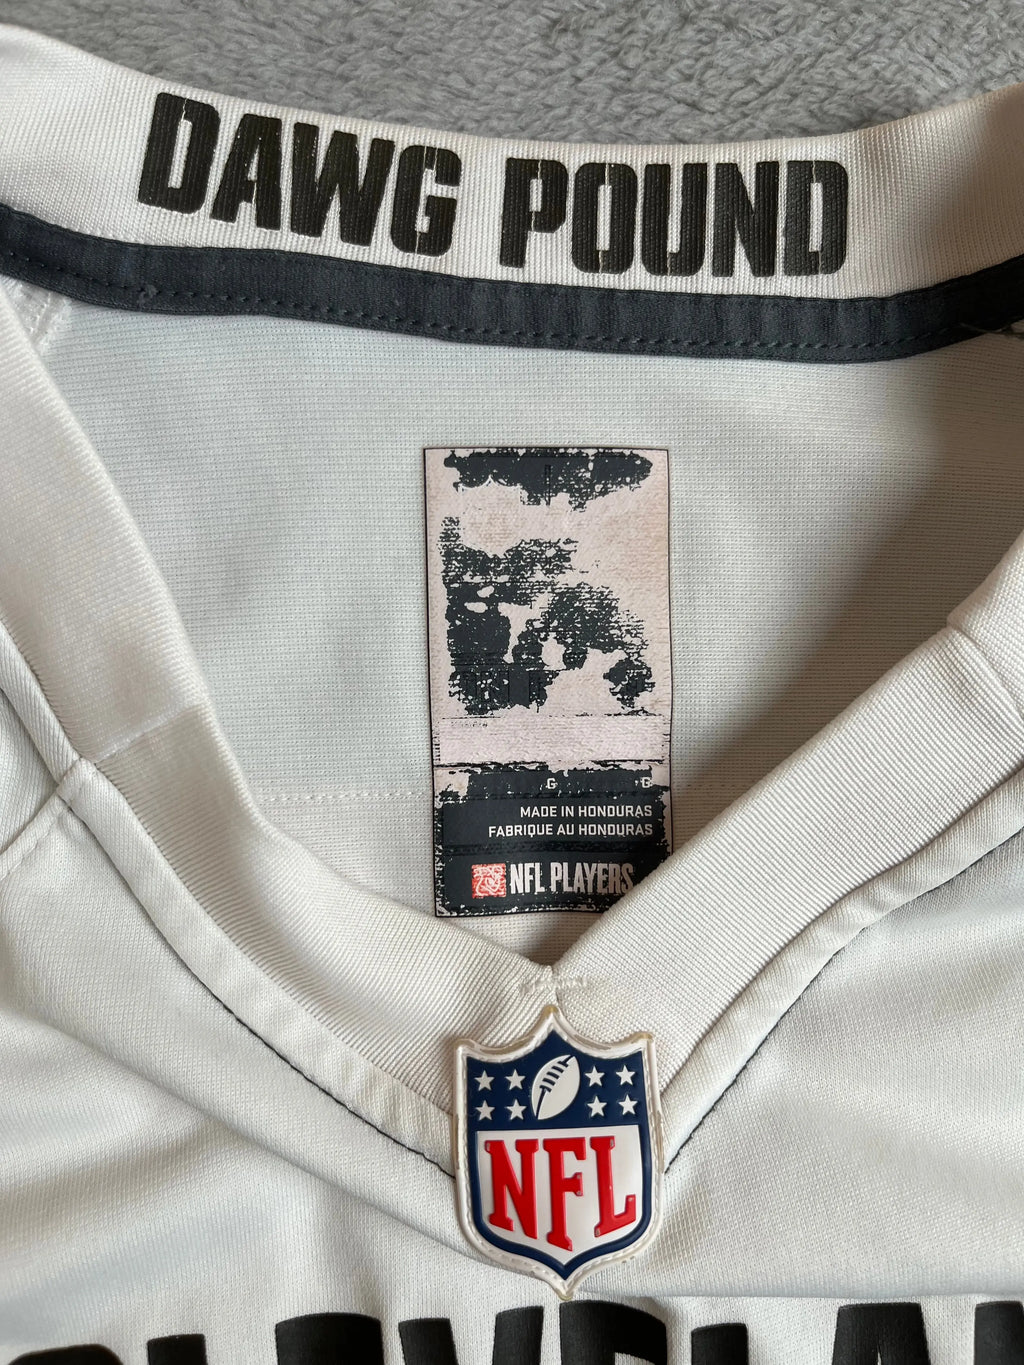 DAWG POUND
G G
MADE IN HONDURAS
FABRIQUE AU HONDURAS
NFL PLAYERS
NFL